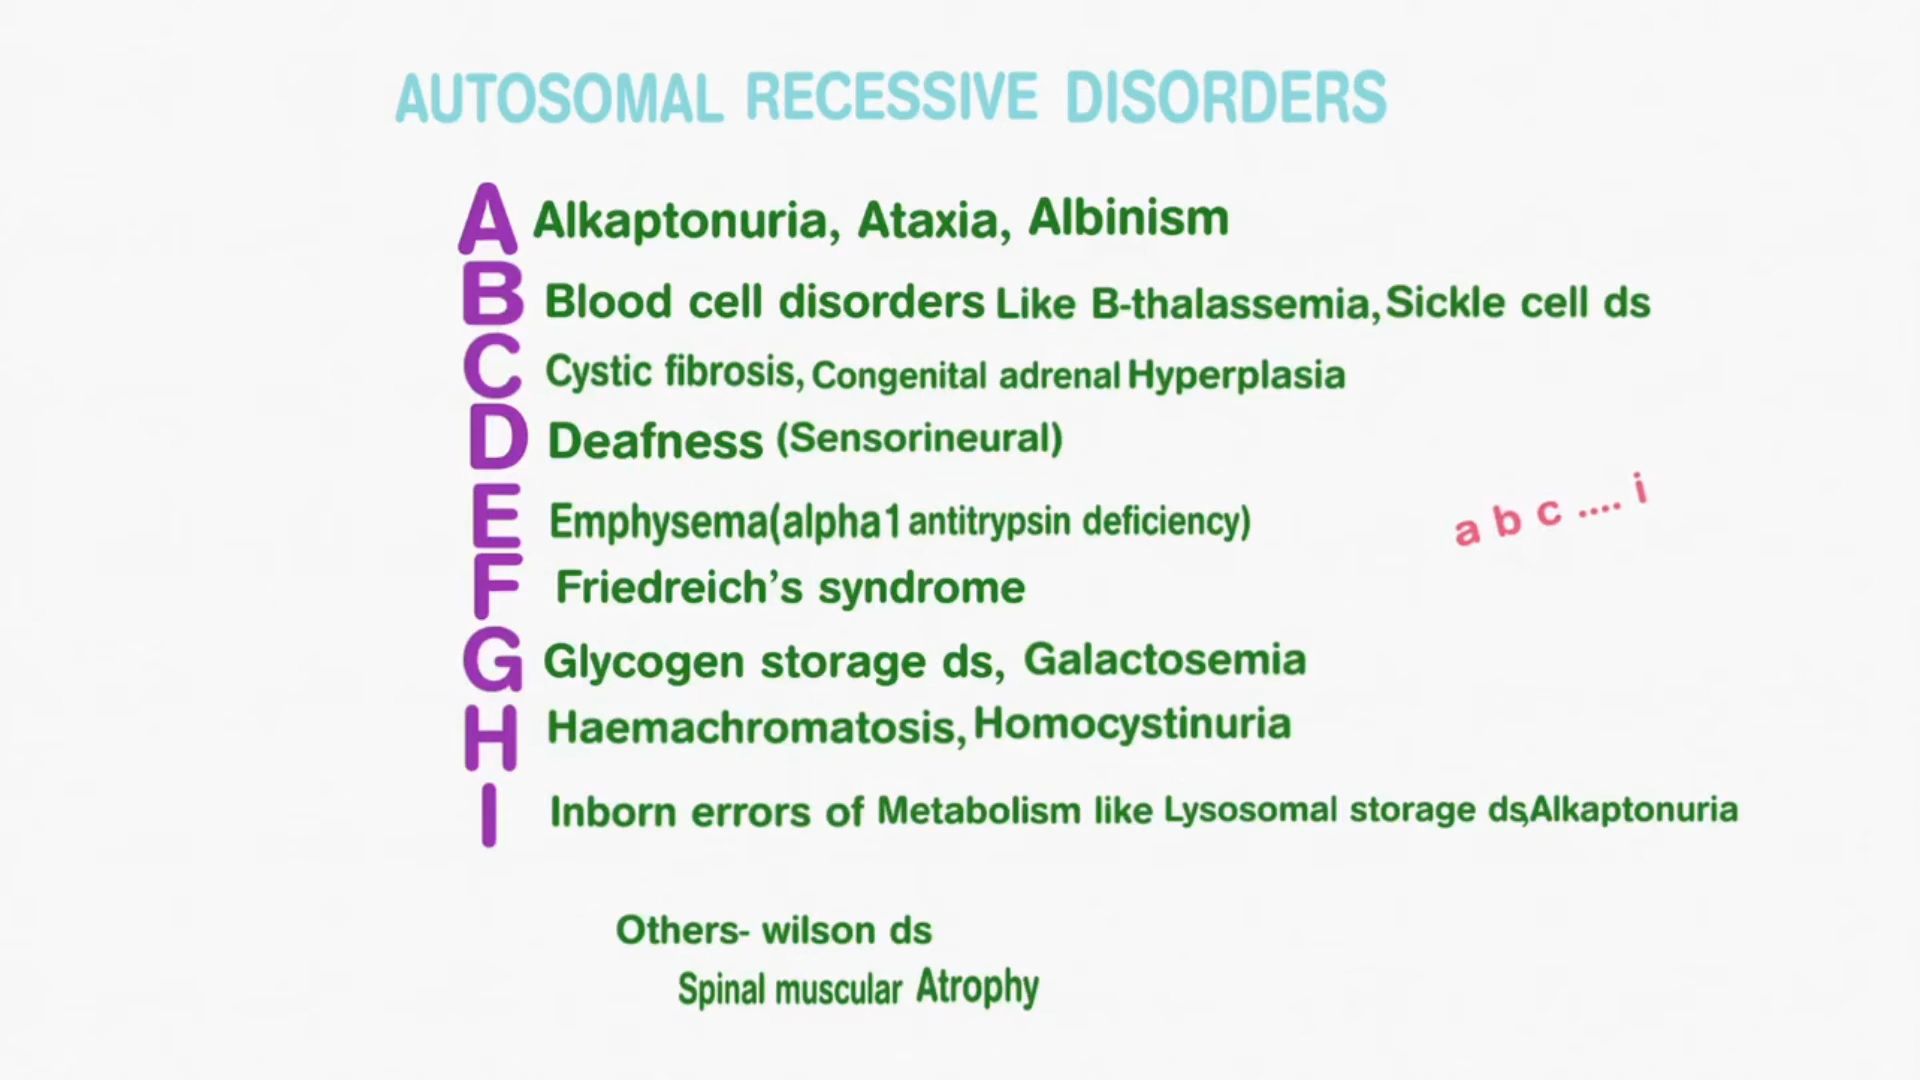 AUTOSOMAL RECESSIVE DISORDERS
A Alkaptonuria, Ataxia, Albinism
B Blood cell disorders Like B-thalassemia, Sickle cell ds
C Cystic fibrosis, Congenital adrenal Hyperplasia
D Deafness (Sensorineural)
E Emphysema(alpha1 antitrypsin deficiency)
a b c .... i
F Friedreich's syndrome
G Glycogen storage ds, Galactosemia
H Haemachromatosis, Homocystinuria
I Inborn errors of Metabolism like Lysosomal storage ds,Alkaptonuria
Others- wilson ds
Spinal muscular Atrophy